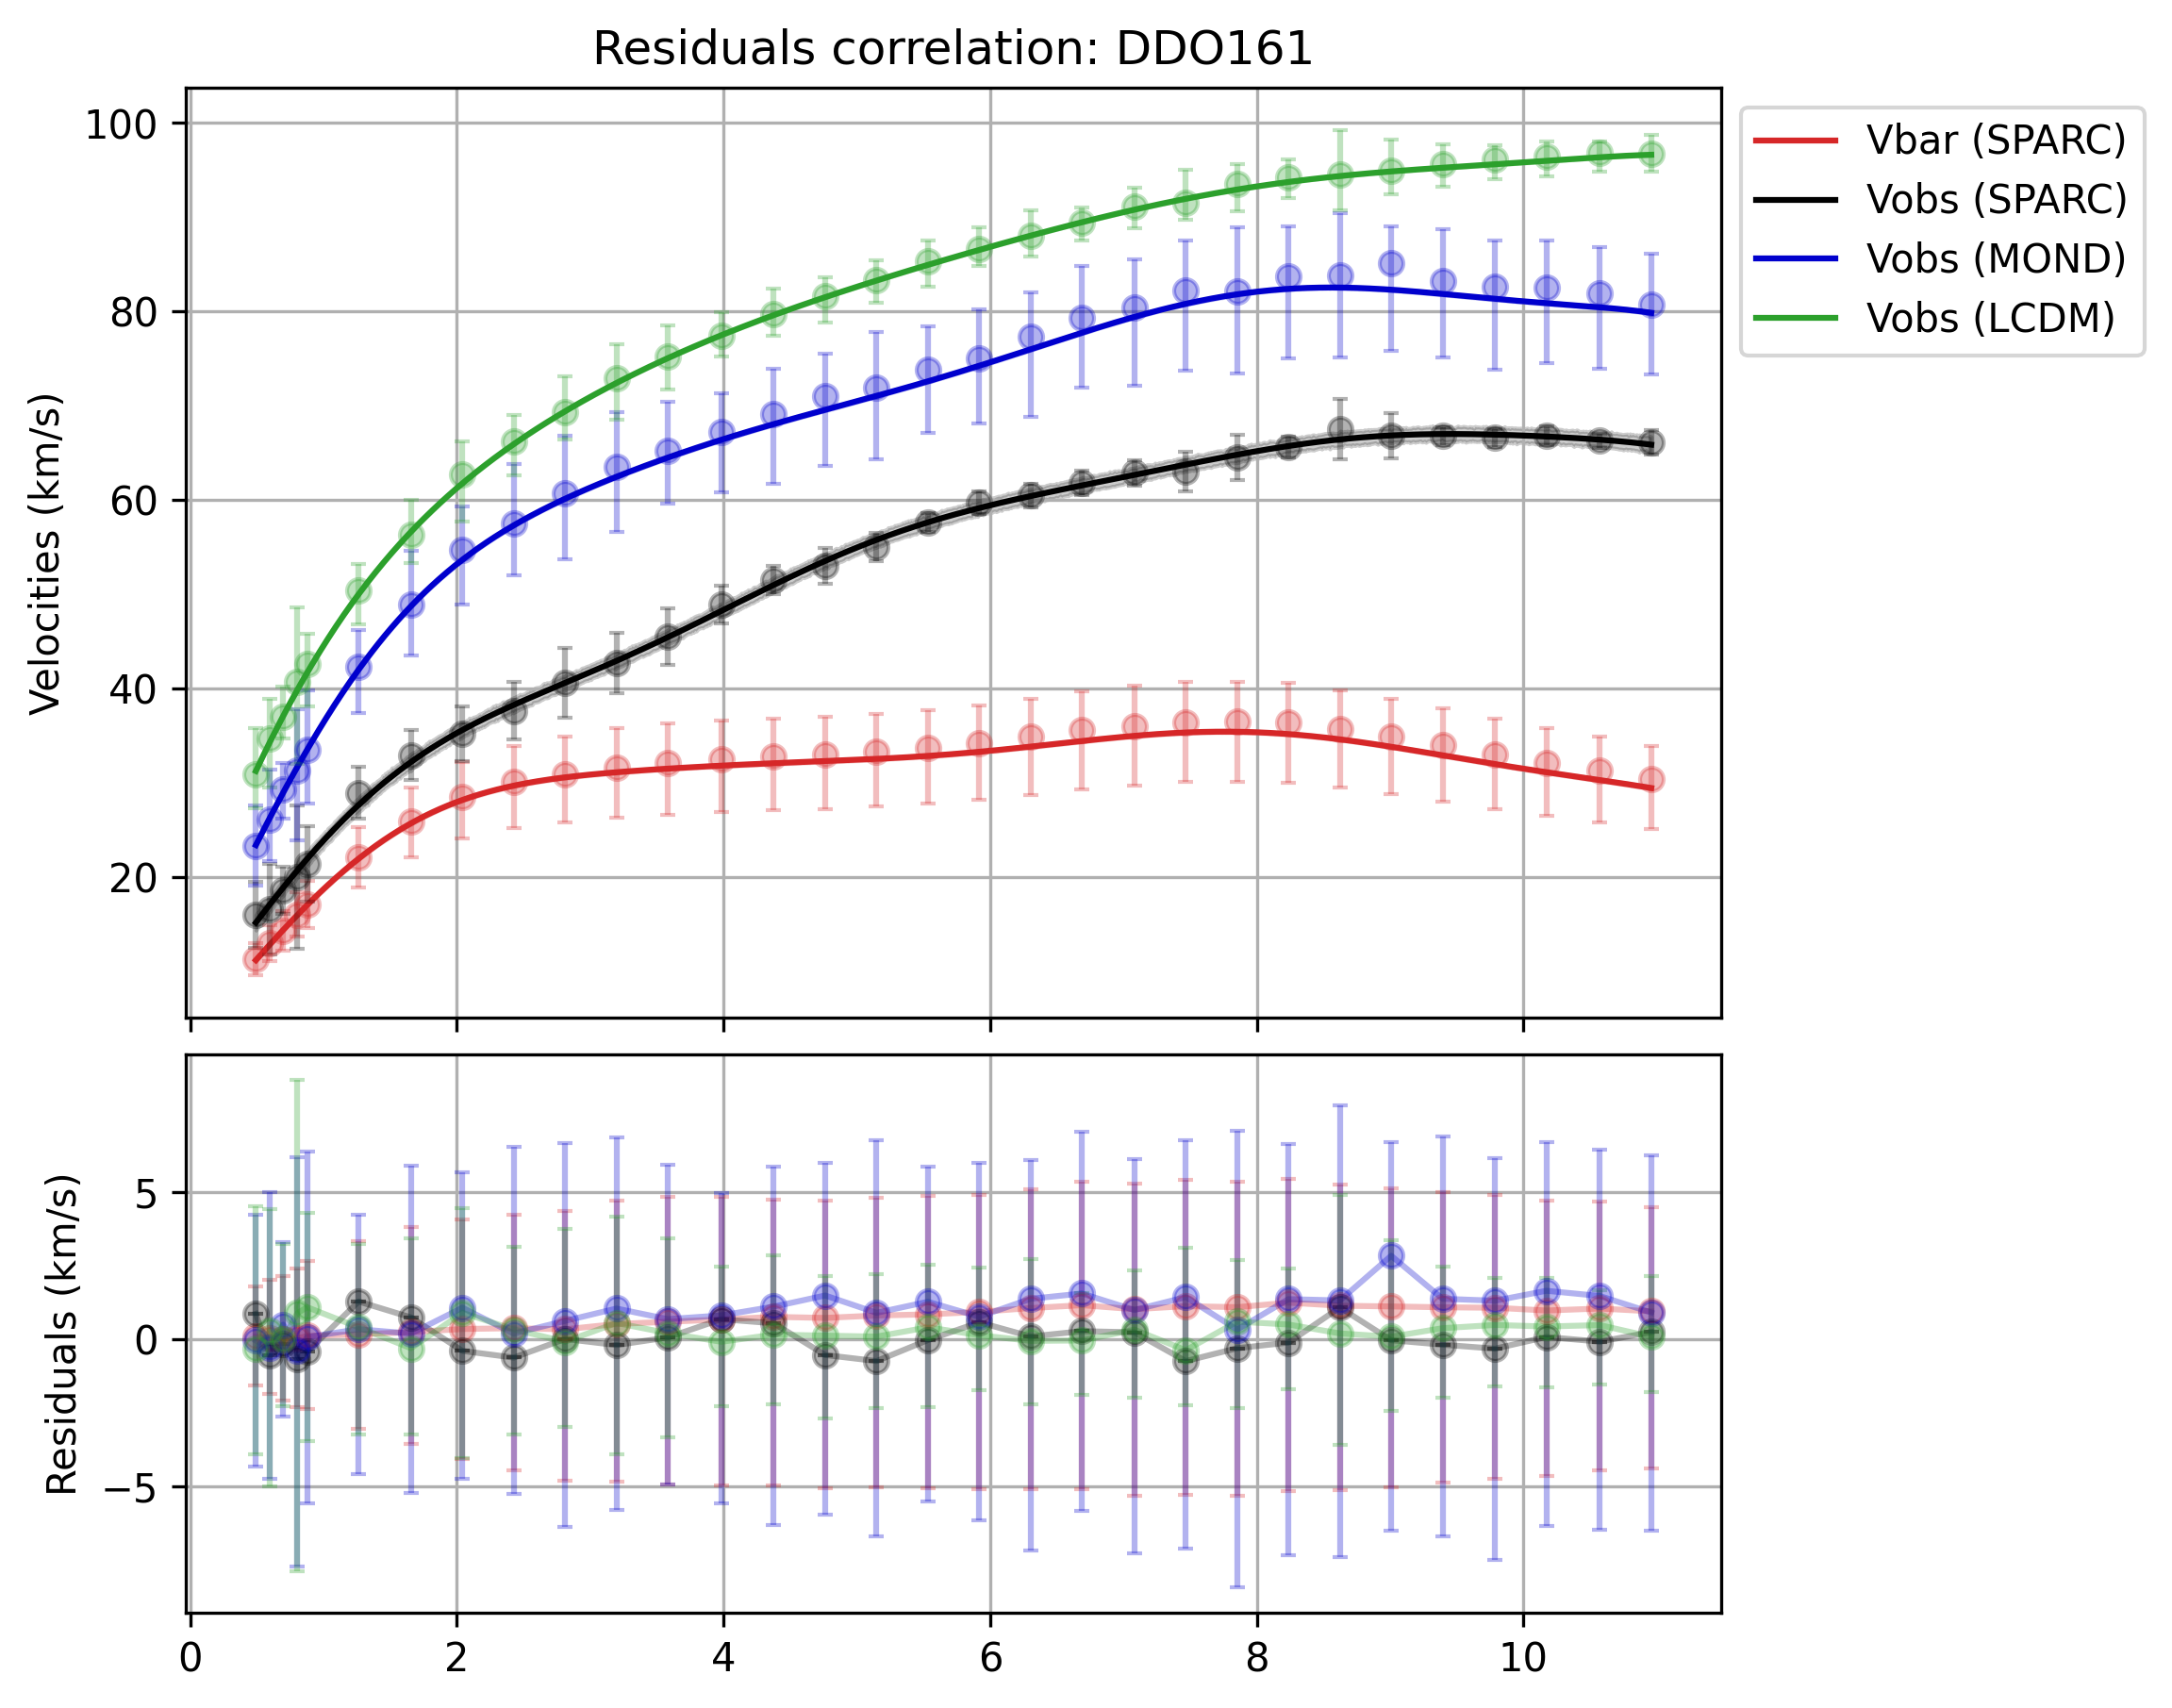 Residuals correlation: DDO161
Velocities (km/s)
100
80
60
40
20
Vbar (SPARC)
Vobs (SPARC)
Vobs (MOND)
Vobs (LCDM)
Residuals (km/s)
5
0
−5
0 2 4 6 8 10